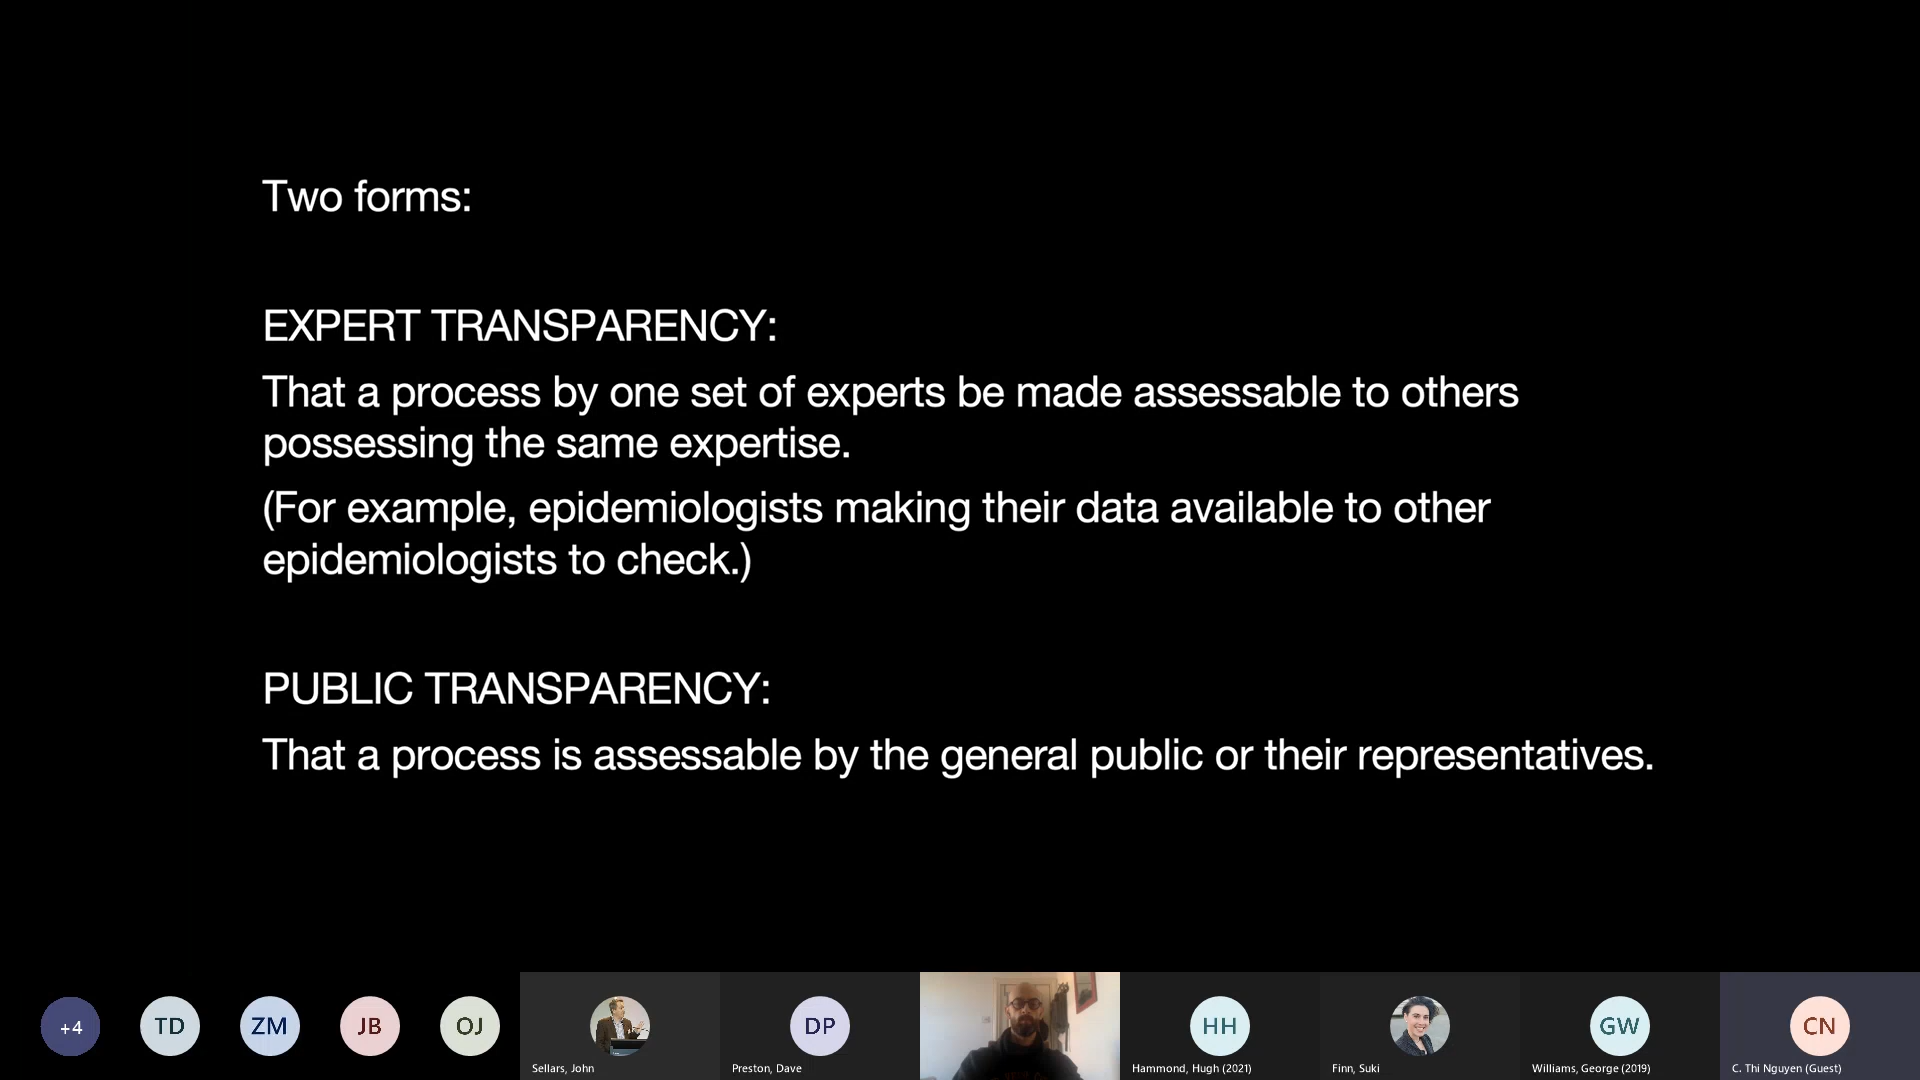 Two forms:
EXPERT TRANSPARENCY:
That a process by one set of experts be made assessable to others
possessing the same expertise.
(For example, epidemiologists making their data available to other
epidemiologists to check.)
PUBLIC TRANSPARENCY:
That a process is assessable by the general public or their representatives.
+4
TD
ZM
JB
OJ
Sellars, John
DP
Preston, Dave
HH
Hammond, Hugh (2021)
Finn, Suki
GW
Williams, George (2019)
CN
C. Thi Nguyen (Guest)